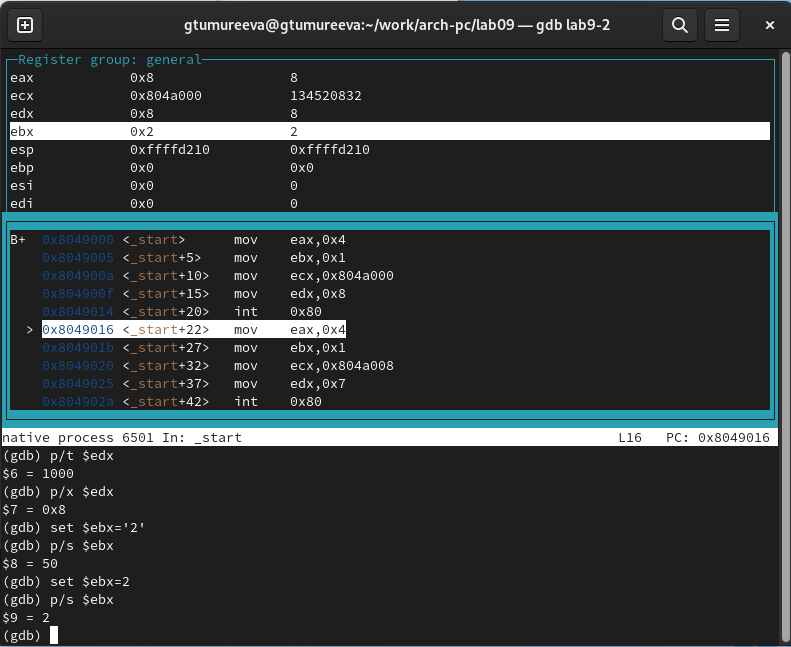 gtumureeva@gtumureeva:~/work/arch-pc/lab09 — gdb lab9-2
Register group: general
eax 0x8 8
ecx 0x804a000 134520832
edx 0x8 8
ebx 0x2 2
esp 0xffffd210 0xffffd210
ebp 0x0 0x0
esi 0x0 0
edi 0x0 0
B+ 0x8049000 <_start> mov eax,0x4
0x8049005 <_start+5> mov ebx,0x1
0x804900a <_start+10> mov ecx,0x804a000
0x804900f <_start+15> mov edx,0x8
0x8049014 <_start+20> int 0x80
> 0x8049016 <_start+22> mov eax,0x4
0x804901b <_start+27> mov ebx,0x1
0x8049020 <_start+32> mov ecx,0x804a008
0x8049025 <_start+37> mov edx,0x7
0x804902a <_start+42> int 0x80
native process 6501 In: _start L16 PC: 0x8049016
(gdb) p/t $edx
$6 = 1000
(gdb) p/x $edx
$7 = 0x8
(gdb) set $ebx='2'
(gdb) p/s $ebx
$8 = 50
(gdb) set $ebx=2
(gdb) p/s $ebx
$9 = 2
(gdb)